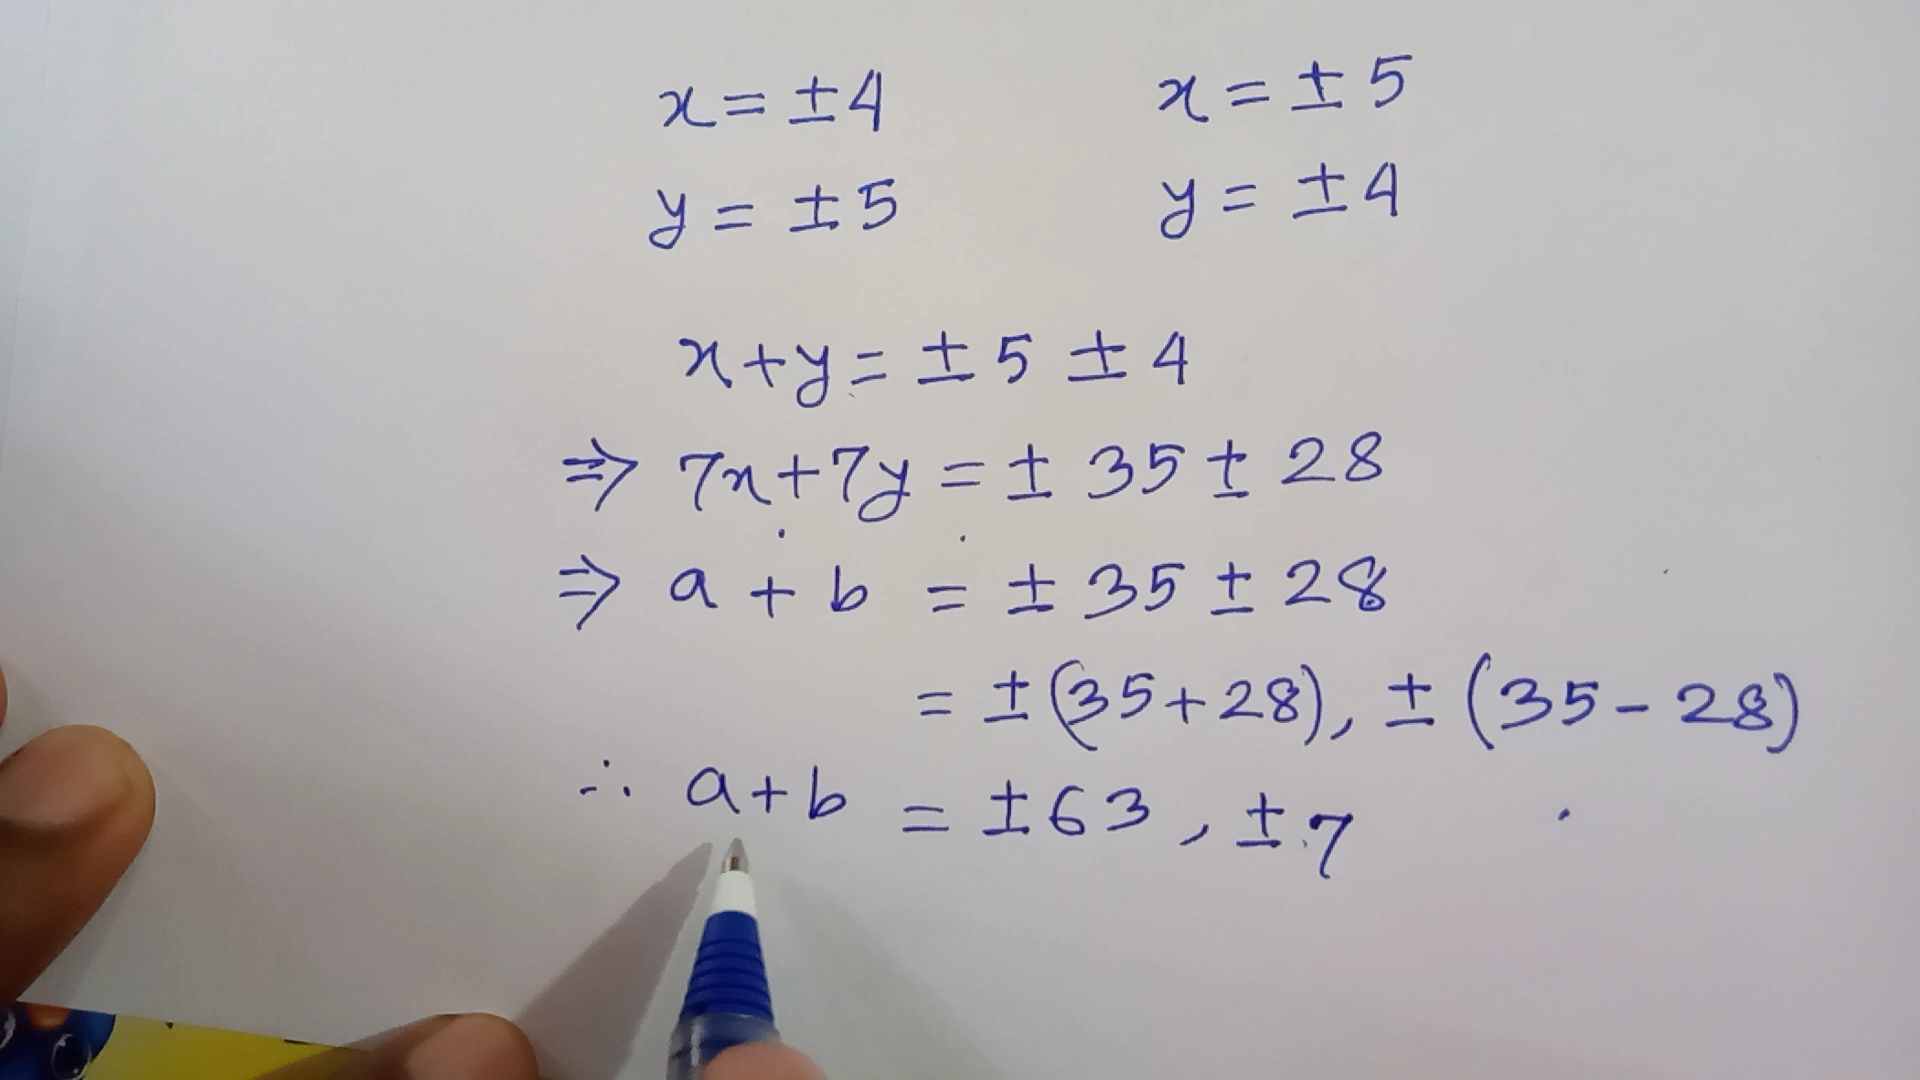 x = ±4
y = ±5
x = ±5
y = ±4
x+y = ±5 ±4
⇒ 7x+7y = ± 35 ± 28
⇒ a + b = ± 35 ± 28
= ±(35+28), ± (35-28)
∴ a+b = ±63, ±7